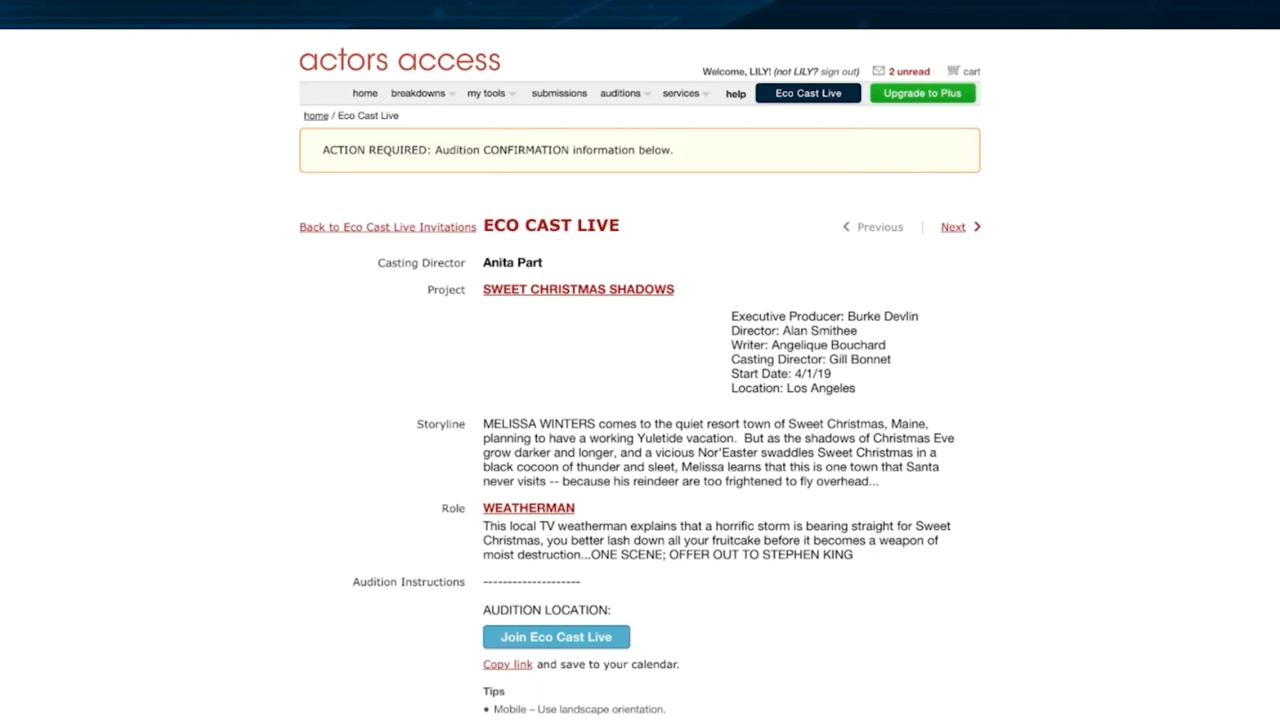 actors access
Welcome, LILY! (not LILY? sign out) 2 unread cart
home breakdowns my tools submissions auditions services help Eco Cast Live Upgrade to Plus
home / Eco Cast Live
ACTION REQUIRED: Audition CONFIRMATION information below.
Back to Eco Cast Live Invitations ECO CAST LIVE Previous | Next
Casting Director Anita Part
Project SWEET CHRISTMAS SHADOWS
Executive Producer: Burke Devlin
Director: Alan Smithee
Writer: Angelique Bouchard
Casting Director: Gill Bonnet
Start Date: 4/1/19
Location: Los Angeles
Storyline MELISSA WINTERS comes to the quiet resort town of Sweet Christmas, Maine,
planning to have a working Yuletide vacation. But as the shadows of Christmas Eve
grow darker and longer, and a vicious Nor'Easter swaddles Sweet Christmas in a
black cocoon of thunder and sleet, Melissa learns that this is one town that Santa
never visits -- because his reindeer are too frightened to fly overhead...
Role WEATHERMAN
This local TV weatherman explains that a horrific storm is bearing straight for Sweet
Christmas, you better lash down all your fruitcake before it becomes a weapon of
moist destruction...ONE SCENE; OFFER OUT TO STEPHEN KING
Audition Instructions --------------------
AUDITION LOCATION:
Join Eco Cast Live
Copy link and save to your calendar.
Tips
• Mobile – Use landscape orientation.